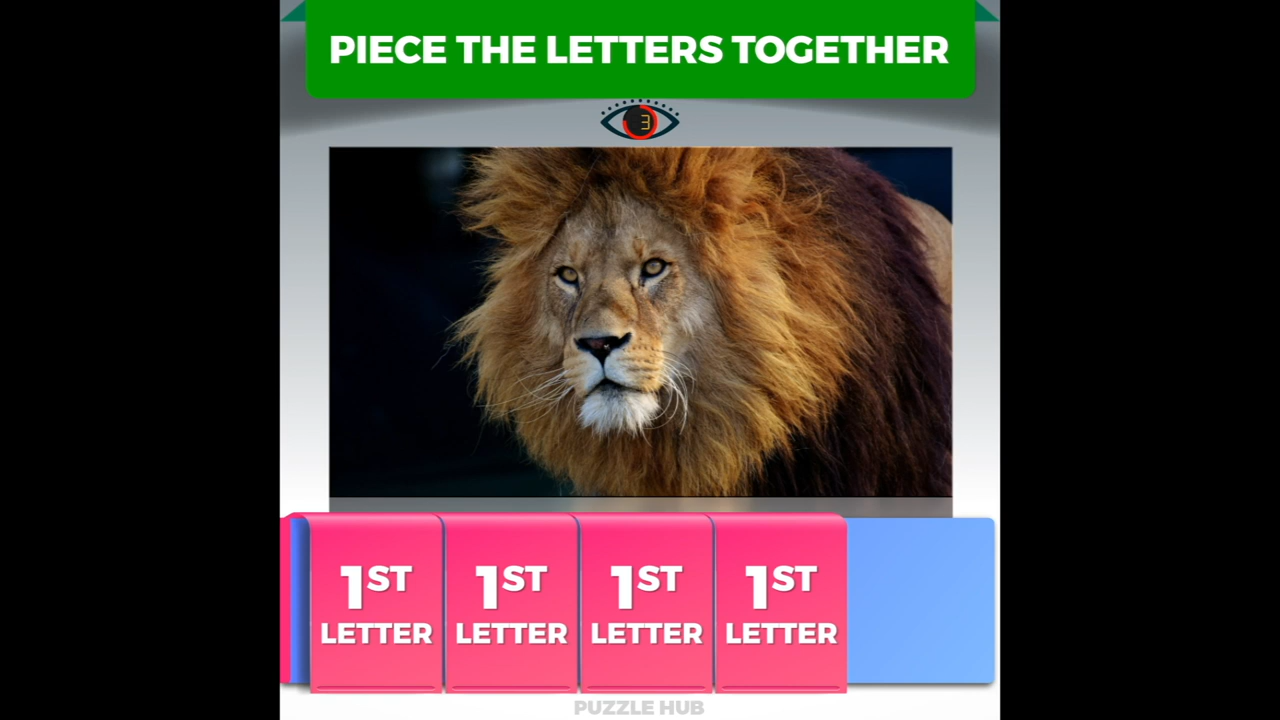 PIECE THE LETTERS TOGETHER
3
1ST LETTER
1ST LETTER
1ST LETTER
1ST LETTER
PUZZLE HUB